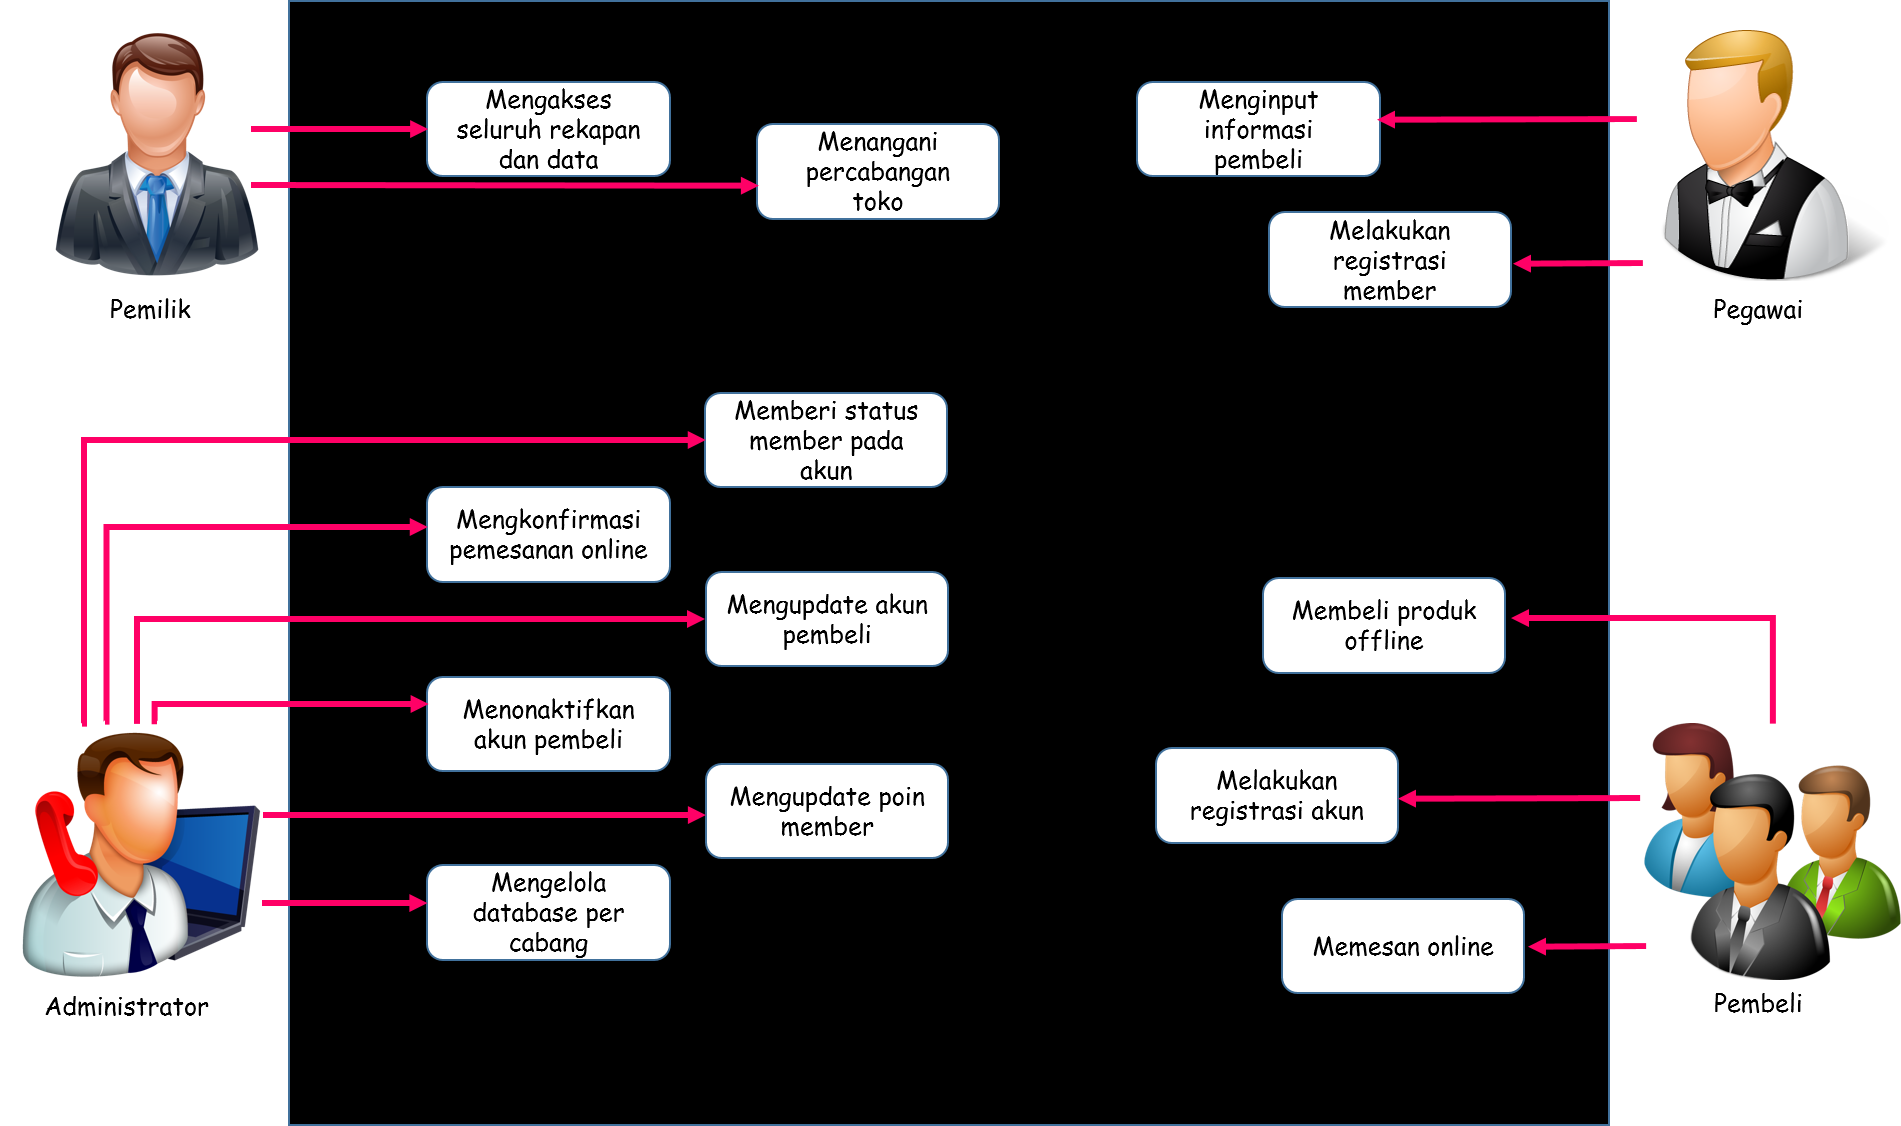 Mengakses
seluruh rekapan
dan data
Menangani
percabangan
toko
Pemilik
Menginput
informasi
pembeli
Melakukan
registrasi
member
Pegawai
Memberi status
member pada
akun
Mengkonfirmasi
pemesanan online
Mengupdate akun
pembeli
Menonaktifkan
akun pembeli
Mengupdate poin
member
Mengelola
database per
cabang
Administrator
Membeli produk
offline
Melakukan
registrasi akun
Memesan online
Pembeli